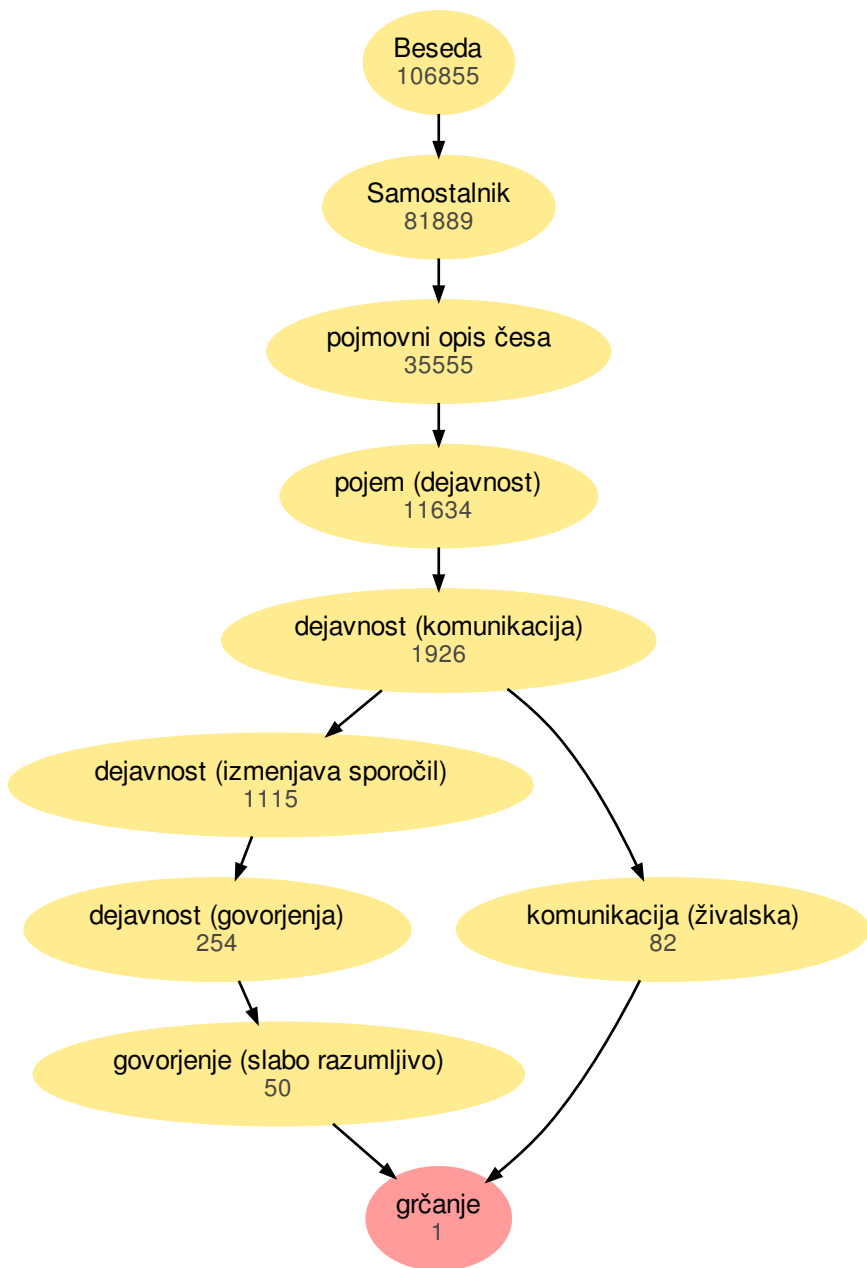 Beseda
106855
Samostalnik
81889
pojmovni opis česa
35555
pojem (dejavnost)
11634
dejavnost (komunikacija)
1926
dejavnost (izmenjava sporočil)
1115
dejavnost (govorjenja)
254
komunikacija (živalska)
82
govorjenje (slabo razumljivo)
50
grčanje
1